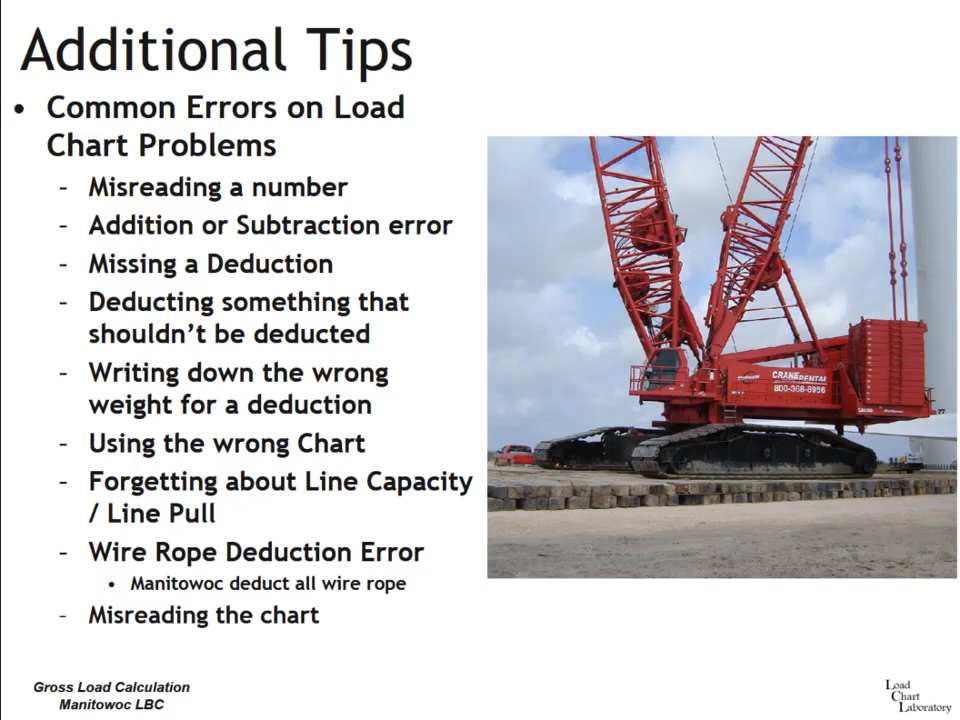 Additional Tips
• Common Errors on Load
Chart Problems
- Misreading a number
- Addition or Subtraction error
- Missing a Deduction
- Deducting something that
shouldn't be deducted
- Writing down the wrong
weight for a deduction
- Using the wrong Chart
- Forgetting about Line Capacity
/ Line Pull
- Wire Rope Deduction Error
• Manitowoc deduct all wire rope
- Misreading the chart
CRANE RENTAL
800-368-8956
77
Gross Load Calculation
Manitowoc LBC
Load
Chart
Laboratory